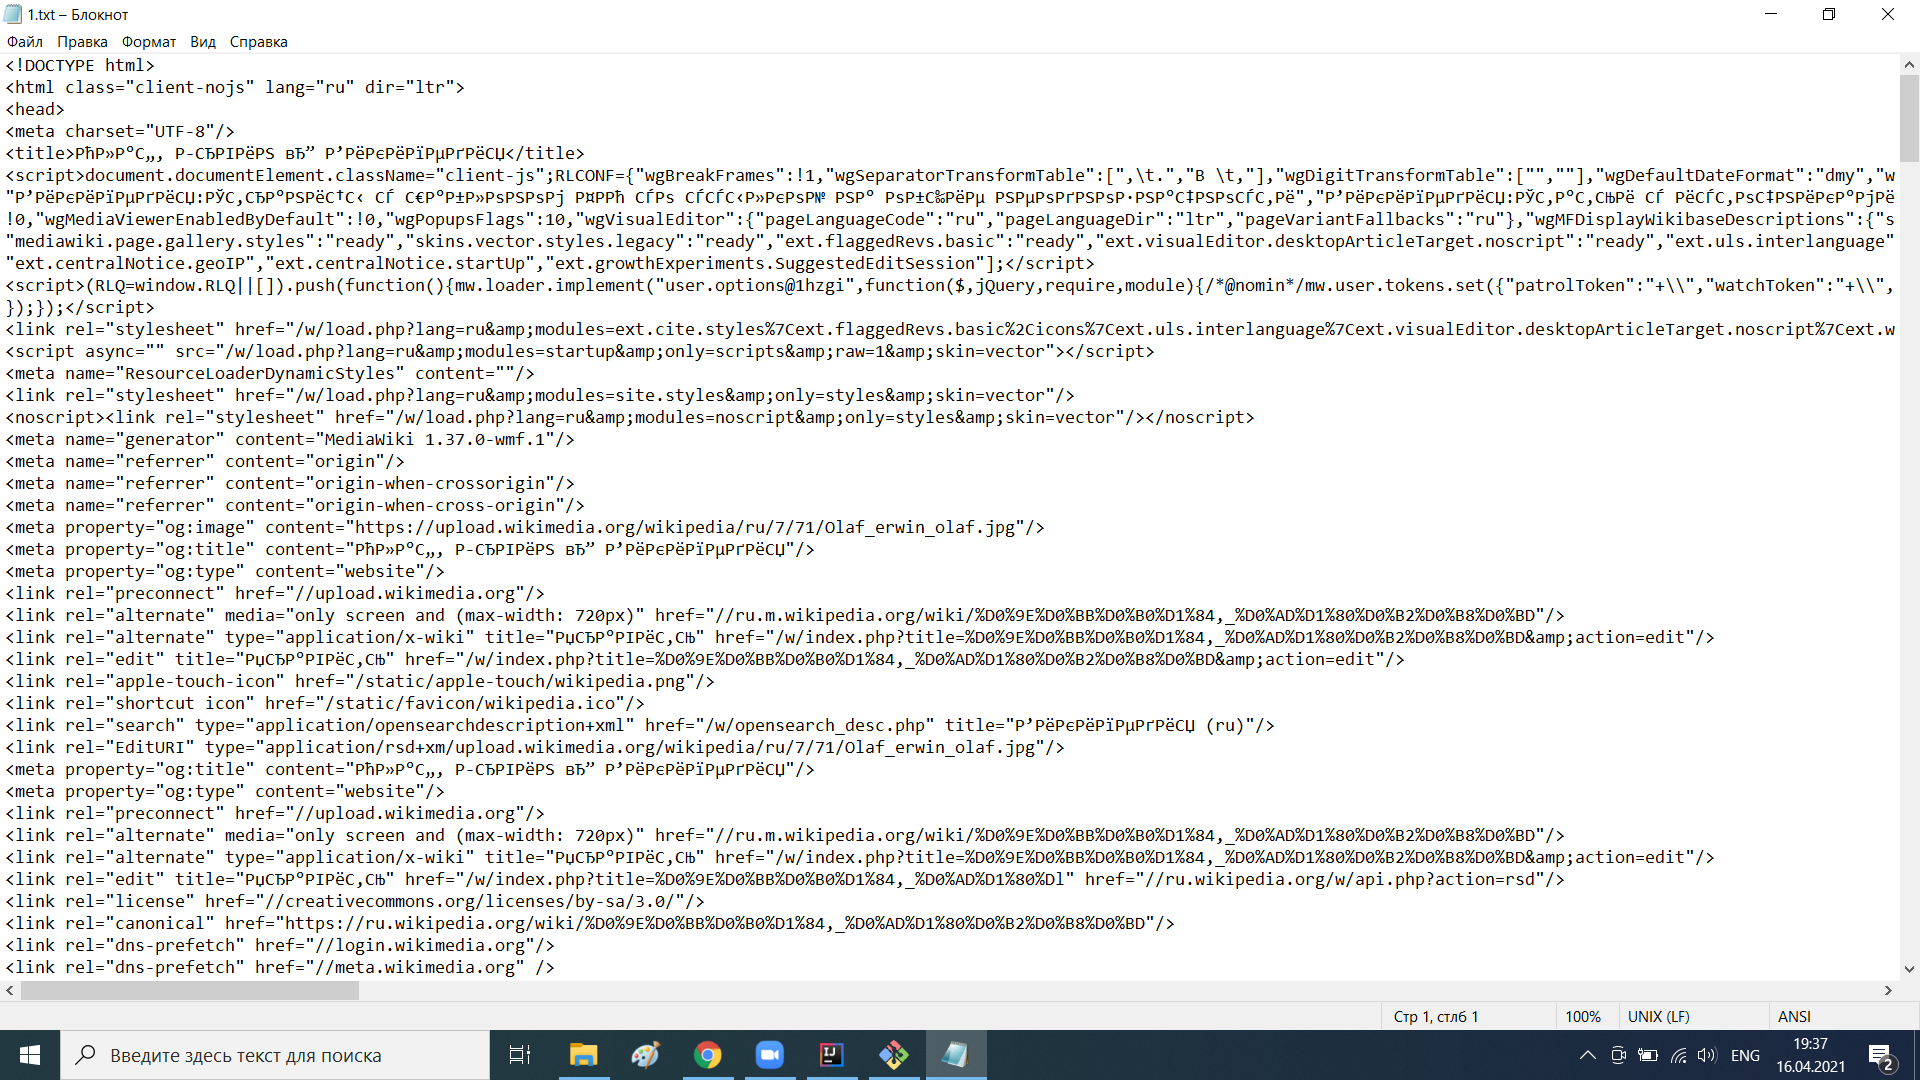 1.txt – Блокнот
Файл Правка Формат Вид Справка
<!DOCTYPE html>
<html class="client-nojs" lang="ru" dir="ltr">
<head>
<meta charset="UTF-8"/>
<title>РћР»Р°С„, Р­СЂРІРёРЅ вЂ” Р’РёРєРёРїРµРґРёСЏ</title>
<script>document.documentElement.className="client-js";RLCONF={"wgBreakFrames":!1,"wgSeparatorTransformTable":[",\t.","В \t,"],"wgDigitTransformTable":["",""],"wgDefaultDateFormat":"dmy","w
"Р’РёРєРёРїРµРґРёСЏ:РЎС‚СЂР°РЅРёС†С‹ СЃ С€Р°Р±Р»РѕРЅРѕРј Р¤РРћ СЃРѕ СЃСЃС‹Р»РєРѕР№ РЅР° РѕР±С‰РёРµ РЅРµРѕРґРЅРѕР·РЅР°С‡РЅРѕСЃС‚Рё","Р’РёРєРёРїРµРґРёСЏ:РЎС‚Р°С‚СЊРё СЃ РёСЃС‚РѕС‡РЅРёРєР°РјРё
!0,"wgMediaViewerEnabledByDefault":!0,"wgPopupsFlags":10,"wgVisualEditor":{"pageLanguageCode":"ru","pageLanguageDir":"ltr","pageVariantFallbacks":"ru"},"wgMFDisplayWikibaseDescriptions":{"s
"mediawiki.page.gallery.styles":"ready","skins.vector.styles.legacy":"ready","ext.flaggedRevs.basic":"ready","ext.visualEditor.desktopArticleTarget.noscript":"ready","ext.uls.interlanguage"
"ext.centralNotice.geoIP","ext.centralNotice.startUp","ext.growthExperiments.SuggestedEditSession"];</script>
<script>(RLQ=window.RLQ||[]).push(function(){mw.loader.implement("user.options@1hzgi",function($,jQuery,require,module){/*@nomin*/mw.user.tokens.set({"patrolToken":"+\\","watchToken":"+\\",
});});</script>
<link rel="stylesheet" href="/w/load.php?lang=ru&amp;modules=ext.cite.styles%7Cext.flaggedRevs.basic%2Cicons%7Cext.uls.interlanguage%7Cext.visualEditor.desktopArticleTarget.noscript%7Cext.w
<script async="" src="/w/load.php?lang=ru&amp;modules=startup&amp;only=scripts&amp;raw=1&amp;skin=vector"></script>
<meta name="ResourceLoaderDynamicStyles" content=""/>
<link rel="stylesheet" href="/w/load.php?lang=ru&amp;modules=site.styles&amp;only=styles&amp;skin=vector"/>
<noscript><link rel="stylesheet" href="/w/load.php?lang=ru&amp;modules=noscript&amp;only=styles&amp;skin=vector"/></noscript>
<meta name="generator" content="MediaWiki 1.37.0-wmf.1"/>
<meta name="referrer" content="origin"/>
<meta name="referrer" content="origin-when-crossorigin"/>
<meta name="referrer" content="origin-when-cross-origin"/>
<meta property="og:image" content="https://upload.wikimedia.org/wikipedia/ru/7/71/Olaf_erwin_olaf.jpg"/>
<meta property="og:title" content="РћР»Р°С„, Р­СЂРІРёРЅ вЂ” Р’РёРєРёРїРµРґРёСЏ"/>
<meta property="og:type" content="website"/>
<link rel="preconnect" href="//upload.wikimedia.org"/>
<link rel="alternate" media="only screen and (max-width: 720px)" href="//ru.m.wikipedia.org/wiki/%D0%9E%D0%BB%D0%B0%D1%84,_%D0%AD%D1%80%D0%B2%D0%B8%D0%BD"/>
<link rel="alternate" type="application/x-wiki" title="РџСЂР°РІРёС‚СЊ" href="/w/index.php?title=%D0%9E%D0%BB%D0%B0%D1%84,_%D0%AD%D1%80%D0%B2%D0%B8%D0%BD&amp;action=edit"/>
<link rel="edit" title="РџСЂР°РІРёС‚СЊ" href="/w/index.php?title=%D0%9E%D0%BB%D0%B0%D1%84,_%D0%AD%D1%80%D0%B2%D0%B8%D0%BD&amp;action=edit"/>
<link rel="apple-touch-icon" href="/static/apple-touch/wikipedia.png"/>
<link rel="shortcut icon" href="/static/favicon/wikipedia.ico"/>
<link rel="search" type="application/opensearchdescription+xml" href="/w/opensearch_desc.php" title="Р’РёРєРёРїРµРґРёСЏ (ru)"/>
<link rel="EditURI" type="application/rsd+xm/upload.wikimedia.org/wikipedia/ru/7/71/Olaf_erwin_olaf.jpg"/>
<meta property="og:title" content="РћР»Р°С„, Р­СЂРІРёРЅ вЂ” Р’РёРєРёРїРµРґРёСЏ"/>
<meta property="og:type" content="website"/>
<link rel="preconnect" href="//upload.wikimedia.org"/>
<link rel="alternate" media="only screen and (max-width: 720px)" href="//ru.m.wikipedia.org/wiki/%D0%9E%D0%BB%D0%B0%D1%84,_%D0%AD%D1%80%D0%B2%D0%B8%D0%BD"/>
<link rel="alternate" type="application/x-wiki" title="РџСЂР°РІРёС‚СЊ" href="/w/index.php?title=%D0%9E%D0%BB%D0%B0%D1%84,_%D0%AD%D1%80%D0%B2%D0%B8%D0%BD&amp;action=edit"/>
<link rel="edit" title="РџСЂР°РІРёС‚СЊ" href="/w/index.php?title=%D0%9E%D0%BB%D0%B0%D1%84,_%D0%AD%D1%80%Dl" href="//ru.wikipedia.org/w/api.php?action=rsd"/>
<link rel="license" href="//creativecommons.org/licenses/by-sa/3.0/"/>
<link rel="canonical" href="https://ru.wikipedia.org/wiki/%D0%9E%D0%BB%D0%B0%D1%84,_%D0%AD%D1%80%D0%B2%D0%B8%D0%BD"/>
<link rel="dns-prefetch" href="//login.wikimedia.org"/>
<link rel="dns-prefetch" href="//meta.wikimedia.org" />
Стр 1, стлб 1 100% UNIX (LF) ANSI
Введите здесь текст для поиска
ENG
19:37
16.04.2021
2